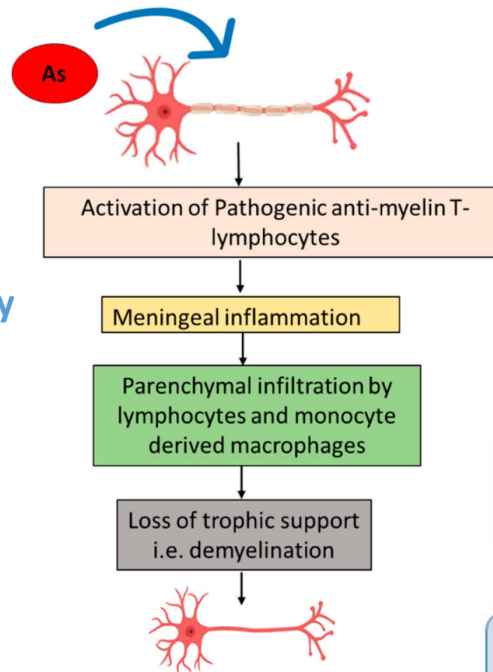 As
Activation of Pathogenic anti-myelin T-
lymphocytes
y
Meningeal inflammation
Parenchymal infiltration by
lymphocytes and monocyte
derived macrophages
Loss of trophic support
i.e. demyelination